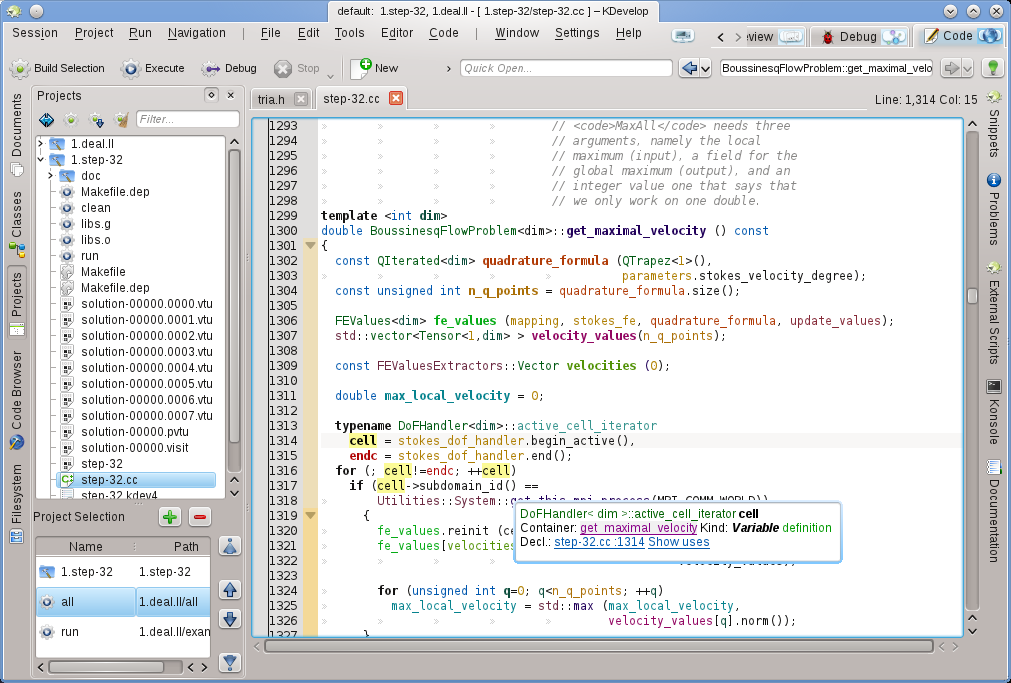 default:  1.step-32, 1.deal.II - [ 1.step-32/step-32.cc ] – KDevelop
Session Project Run Navigation | File Edit Tools Editor Code | Window Settings Help
eview Debug Code
Build Selection Execute Debug Stop New Quick Open... BoussinesqFlowProblem::get_maximal_velo
Projects
tria.h step-32.cc Line: 1,314 Col: 15
Filter...
Documents
Classes
Projects
Code Browser
Filesystem
1.deal.II
1.step-32
doc
Makefile.dep
clean
libs.g
libs.o
run
Makefile
Makefile.dep
solution-00000.0000.vtu
solution-00000.0001.vtu
solution-00000.0002.vtu
solution-00000.0003.vtu
solution-00000.0004.vtu
solution-00000.0005.vtu
solution-00000.0006.vtu
solution-00000.0007.vtu
solution-00000.pvtu
solution-00000.visit
step-32
step-32.cc
step-32.kdev4
Project Selection
Name Path
1.step-32 1.step-32
all 1.deal.II/all
run 1.deal.II/exan
1293 // <code>MaxAll</code> needs three
1294 // arguments, namely the local
1295 // maximum (input), a field for the
1296 // global maximum (output), and an
1297 // integer value one that says that
1298 // we only work on one double.
1299 template <int dim>
1300 double BoussinesqFlowProblem<dim>::get_maximal_velocity () const
1301 {
1302 const QIterated<dim> quadrature_formula (QTrapez<1>(),
1303 parameters.stokes_velocity_degree);
1304 const unsigned int n_q_points = quadrature_formula.size();
1305
1306 FEValues<dim> fe_values (mapping, stokes_fe, quadrature_formula, update_values);
1307 std::vector<Tensor<1,dim> > velocity_values(n_q_points);
1308
1309 const FEValuesExtractors::Vector velocities (0);
1310
1311 double max_local_velocity = 0;
1312
1313 typename DoFHandler<dim>::active_cell_iterator
1314 cell = stokes_dof_handler.begin_active(),
1315 endc = stokes_dof_handler.end();
1316 for (; cell!=endc; ++cell)
1317 if (cell->subdomain_id() ==
1318 Utilities::System::get_this_mpi_process(MPI_COMM_WORLD))
1319 {
1320 fe_values.reinit (ce
1321 fe_values[velocities
1322 velocity_values);
1323
1324 for (unsigned int q=0; q<n_q_points; ++q)
1325 max_local_velocity = std::max (max_local_velocity,
1326 velocity_values[q].norm());
1327 }
DoFHandler< dim >::active_cell_iterator cell
Container: get_maximal_velocity Kind: Variable definition
Decl.: step-32.cc :1314 Show uses
Snippets
Problems
External Scripts
Konsole
Documentation